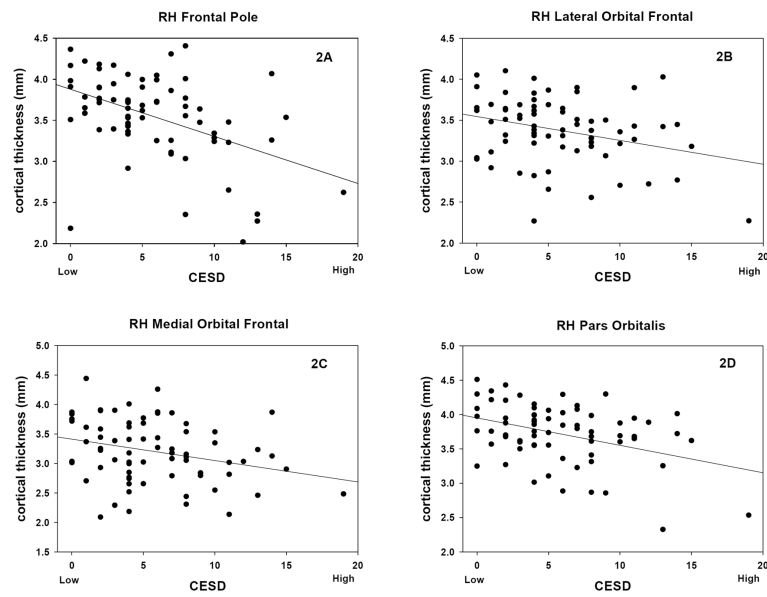 RH Frontal Pole
2A
cortical thickness (mm)
4.5
4.0
3.5
3.0
2.5
2.0
0
5
10
15
20
Low
High
CESD
RH Lateral Orbital Frontal
2B
cortical thickness (mm)
4.5
4.0
3.5
3.0
2.5
2.0
0
5
10
15
20
Low
High
CESD
RH Medial Orbital Frontal
2C
cortical thickness (mm)
5.0
4.5
4.0
3.5
3.0
2.5
2.0
1.5
0
5
10
15
20
Low
High
CESD
RH Pars Orbitalis
2D
cortical thickness (mm)
5.0
4.5
4.0
3.5
3.0
2.5
2.0
0
5
10
15
20
Low
High
CESD